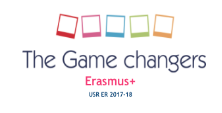 The Game changers
Erasmus+
USR ER 2017-18